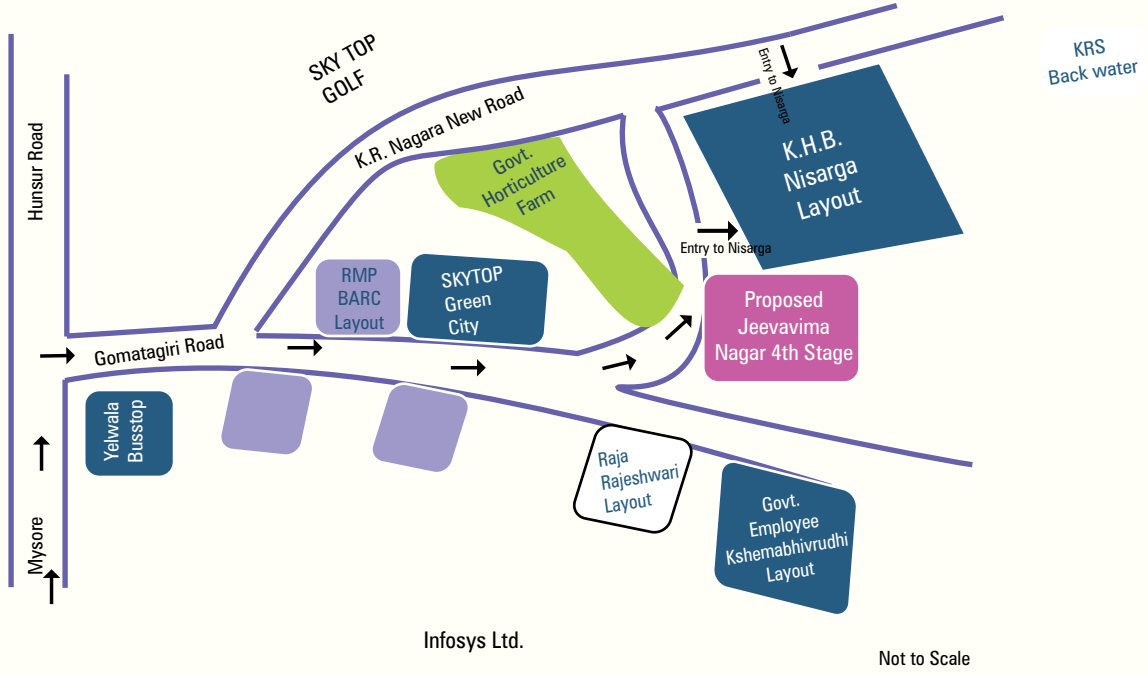 SKY TOP
GOLF
KRS
Back water
Entry to Nisarga
K.R. Nagara New Road
Hunsur Road
K.H.B.
Nisarga
Layout
Govt.
Horticulture
Farm
Entry to Nisarga
RMP
BARC
Layout
SKYTOP
Green
City
Proposed
Jeevavima
Nagar 4th Stage
Gomatagiri Road
Yelwala
Busstop
Raja
Rajeshwari
Layout
Govt.
Employee
Kshemabhivrudhi
Layout
Mysore
Infosys Ltd.
Not to Scale